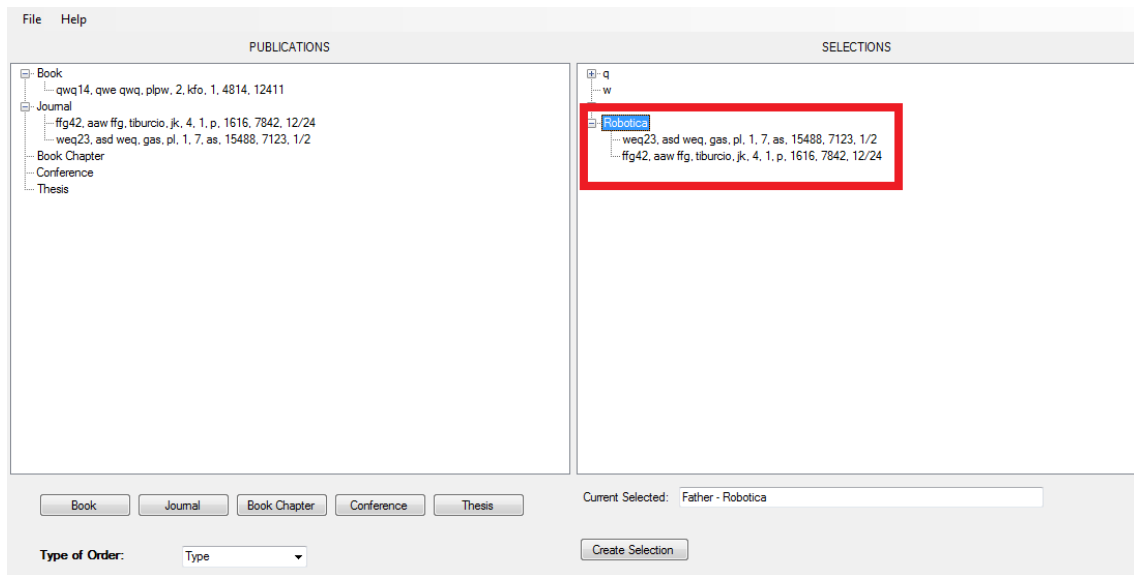 File Help
PUBLICATIONS
SELECTIONS
Book
qwq14, qwe qwq, plpw, 2, kfo, 1, 4814, 12411
Journal
ffg42, aaw ffg, tiburcio, jk, 4, 1, p, 1616, 7842, 12/24
weq23, asd weq, gas, pl, 1, 7, as, 15488, 7123, 1/2
Book Chapter
Conference
Thesis
q
w
Robotica
weq23, asd weq, gas, pl, 1, 7, as, 15488, 7123, 1/2
ffg42, aaw ffg, tiburcio, jk, 4, 1, p, 1616, 7842, 12/24
Book Journal Book Chapter Conference Thesis
Current Selected: Father - Robotica
Type of Order: Type
Create Selection